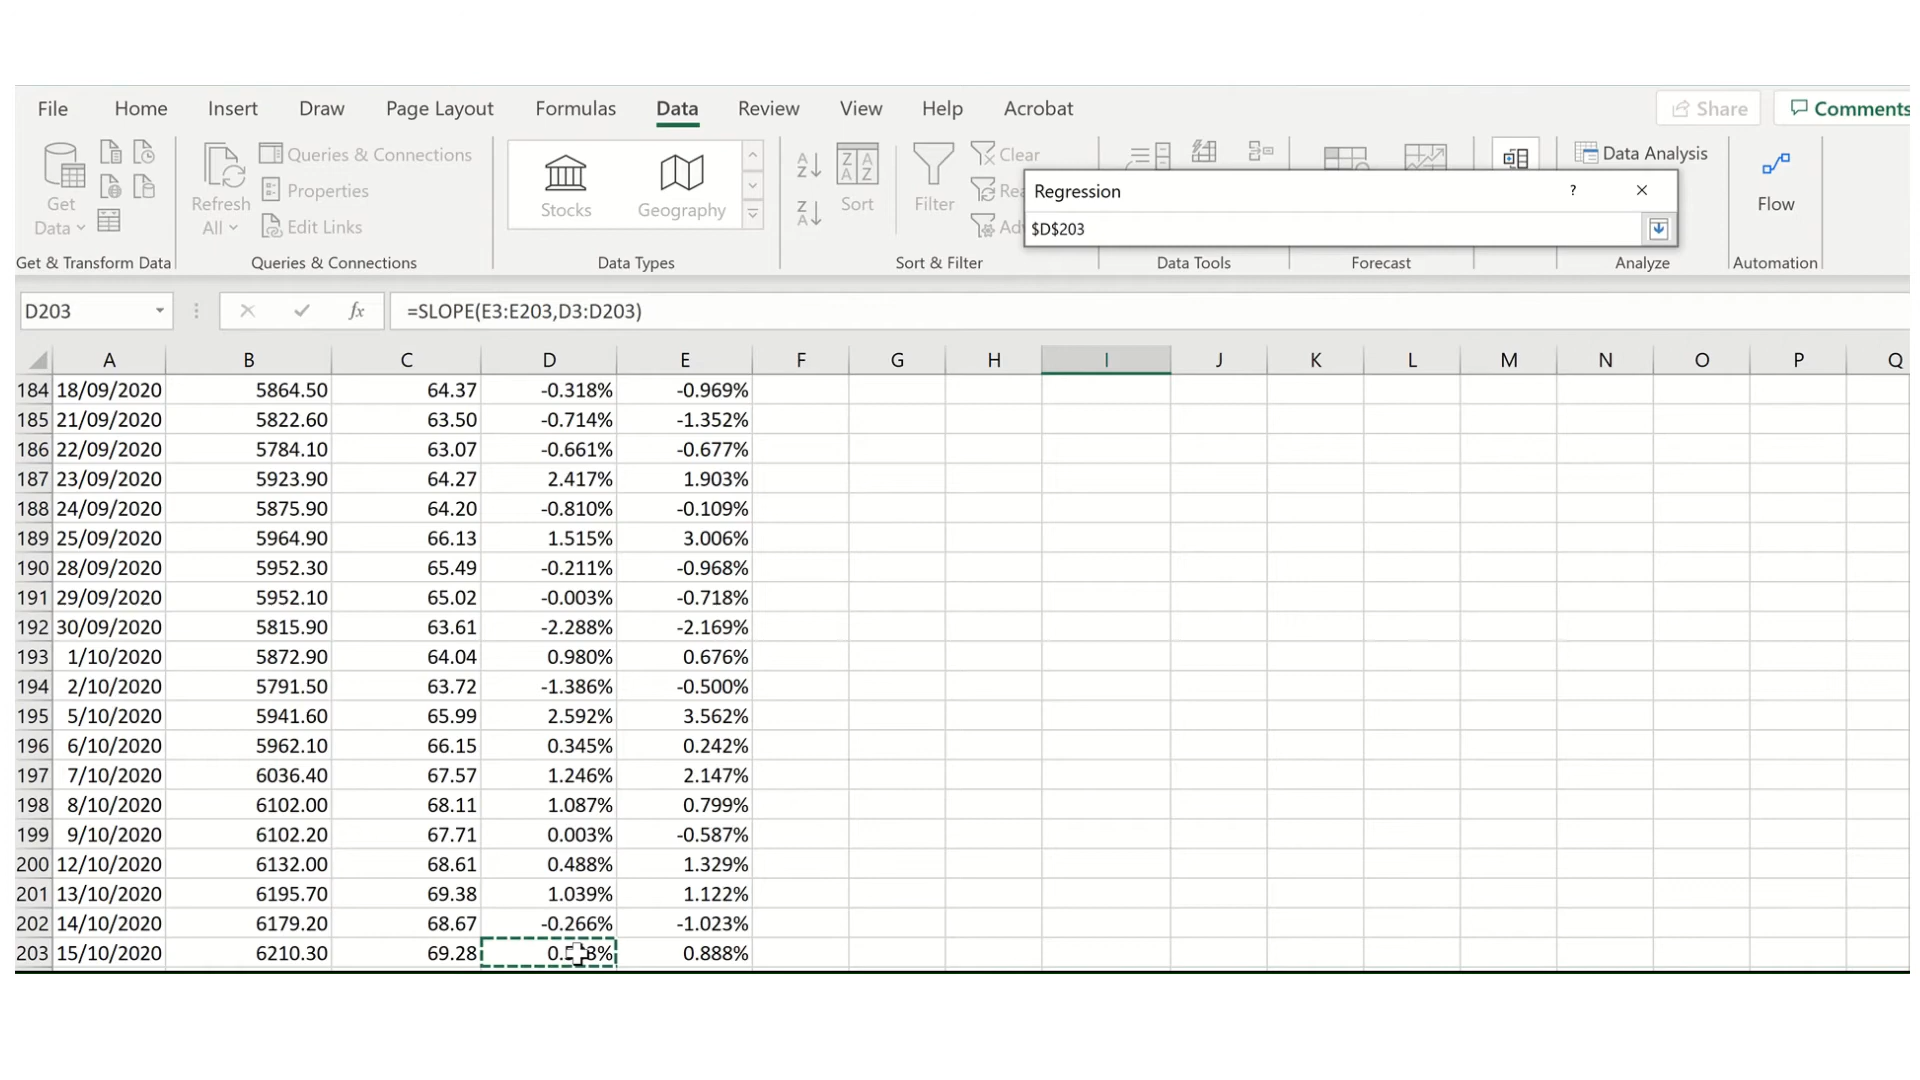 File Home Insert Draw Page Layout Formulas Data Review View Help Acrobat Share Comments
Get Data
Refresh All
Queries & Connections
Properties
Edit Links
Stocks
Geography
Sort
Filter
Clear
Data Analysis
Flow
Regression ? ×
$D$203
Get & Transform Data Queries & Connections Data Types Sort & Filter Data Tools Forecast Analyze Automation
D203 fx =SLOPE(E3:E203,D3:D203)
A B C D E F G H I J K L M N O P Q
184 18/09/2020 5864.50 64.37 -0.318% -0.969%
185 21/09/2020 5822.60 63.50 -0.714% -1.352%
186 22/09/2020 5784.10 63.07 -0.661% -0.677%
187 23/09/2020 5923.90 64.27 2.417% 1.903%
188 24/09/2020 5875.90 64.20 -0.810% -0.109%
189 25/09/2020 5964.90 66.13 1.515% 3.006%
190 28/09/2020 5952.30 65.49 -0.211% -0.968%
191 29/09/2020 5952.10 65.02 -0.003% -0.718%
192 30/09/2020 5815.90 63.61 -2.288% -2.169%
193 1/10/2020 5872.90 64.04 0.980% 0.676%
194 2/10/2020 5791.50 63.72 -1.386% -0.500%
195 5/10/2020 5941.60 65.99 2.592% 3.562%
196 6/10/2020 5962.10 66.15 0.345% 0.242%
197 7/10/2020 6036.40 67.57 1.246% 2.147%
198 8/10/2020 6102.00 68.11 1.087% 0.799%
199 9/10/2020 6102.20 67.71 0.003% -0.587%
200 12/10/2020 6132.00 68.61 0.488% 1.329%
201 13/10/2020 6195.70 69.38 1.039% 1.122%
202 14/10/2020 6179.20 68.67 -0.266% -1.023%
203 15/10/2020 6210.30 69.28 0.888%